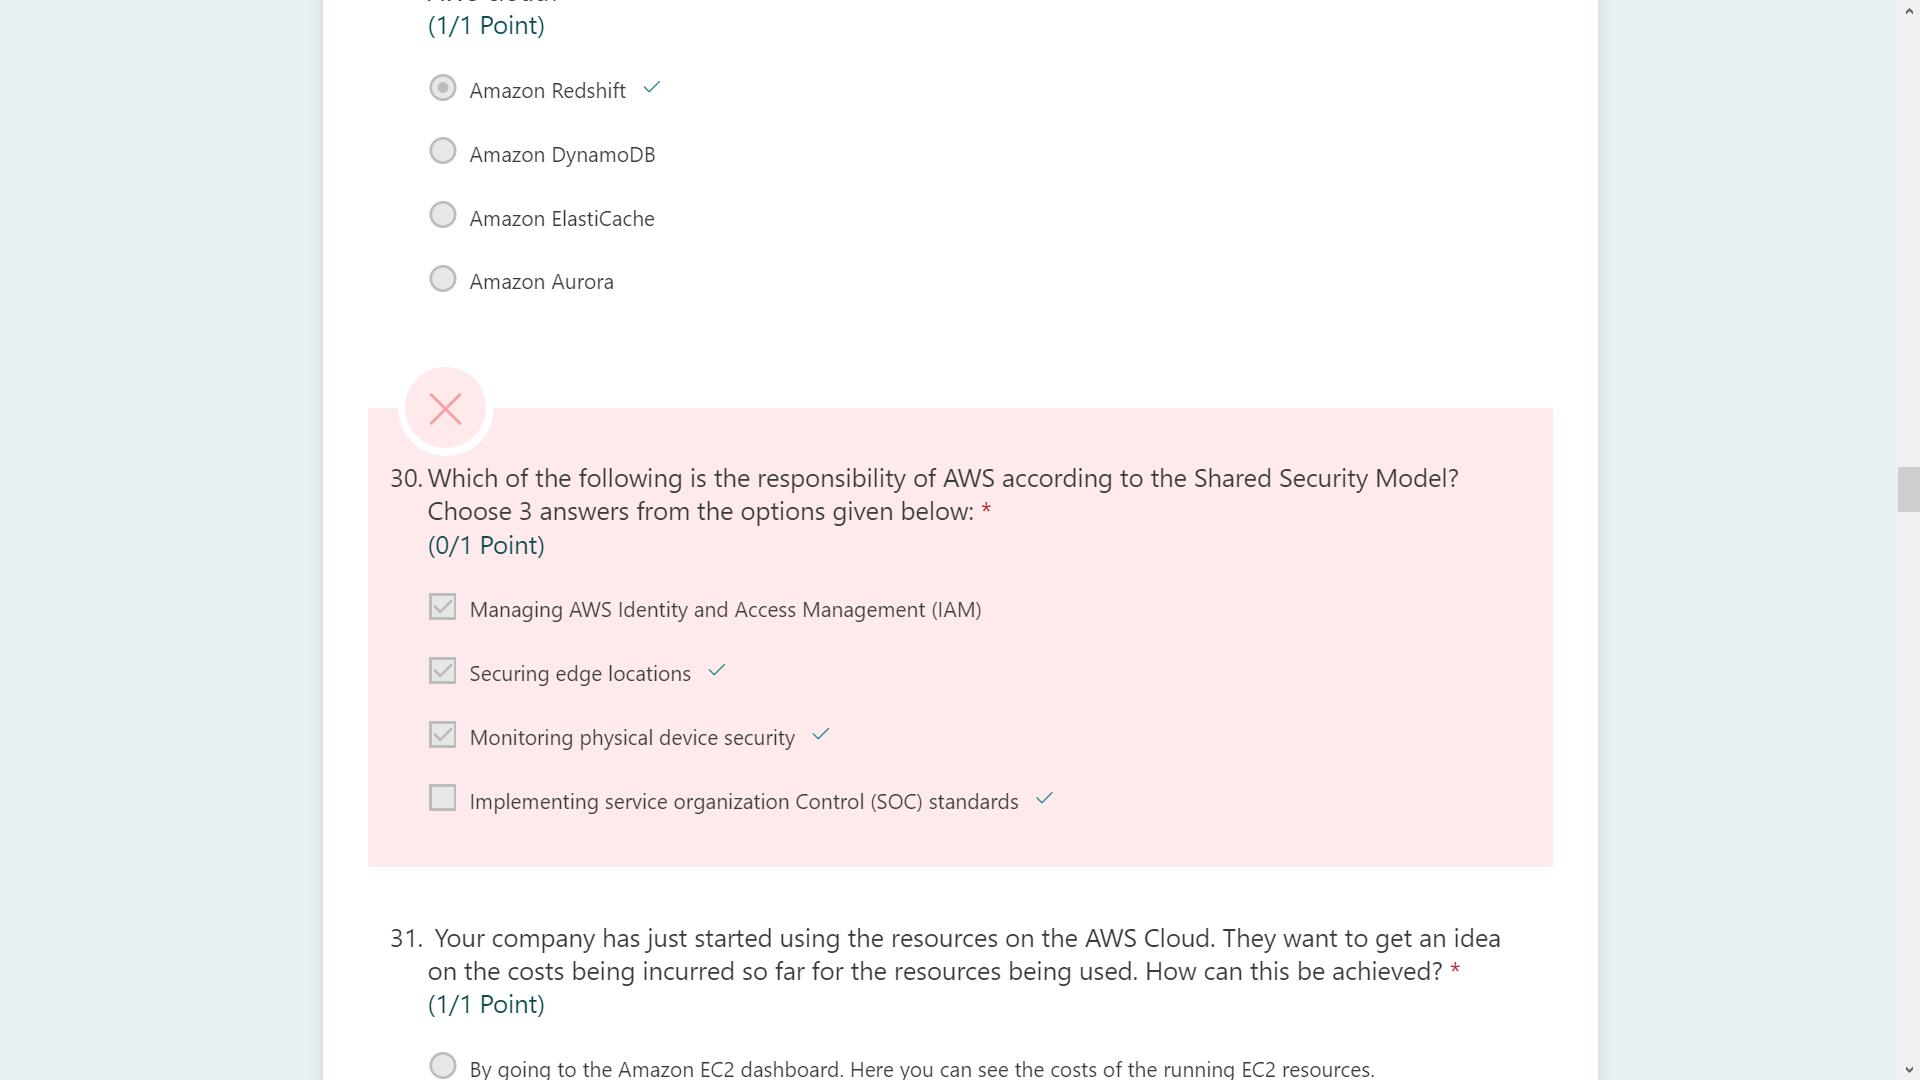 (1/1 Point)
Amazon Redshift
Amazon DynamoDB
Amazon ElastiCache
Amazon Aurora
30. Which of the following is the responsibility of AWS according to the Shared Security Model?
Choose 3 answers from the options given below: *
(0/1 Point)
Managing AWS Identity and Access Management (IAM)
Securing edge locations
Monitoring physical device security
Implementing service organization Control (SOC) standards
31. Your company has just started using the resources on the AWS Cloud. They want to get an idea
on the costs being incurred so far for the resources being used. How can this be achieved? *
(1/1 Point)
By going to the Amazon EC2 dashboard. Here you can see the costs of the running EC2 resources.